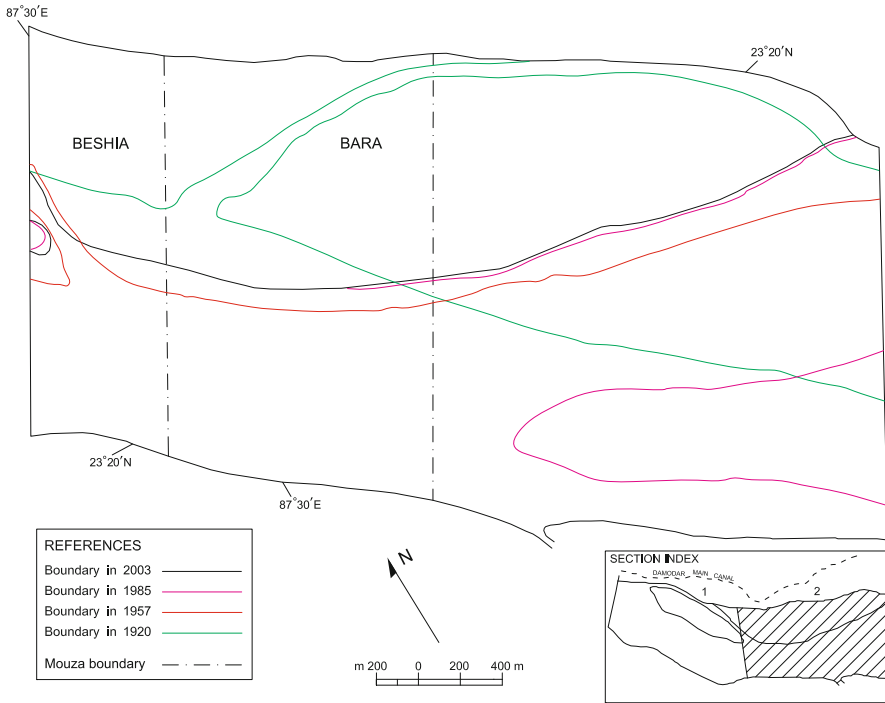 87°30'E
23°20'N
BESHIA
BARA
23°20'N
87°30'E
REFERENCES
Boundary in 2003
Boundary in 1985
Boundary in 1957
Boundary in 1920
Mouza boundary
N
m 200 0 200 400 m
SECTION INDEX
DAMODAR MAIN CANAL
1 2